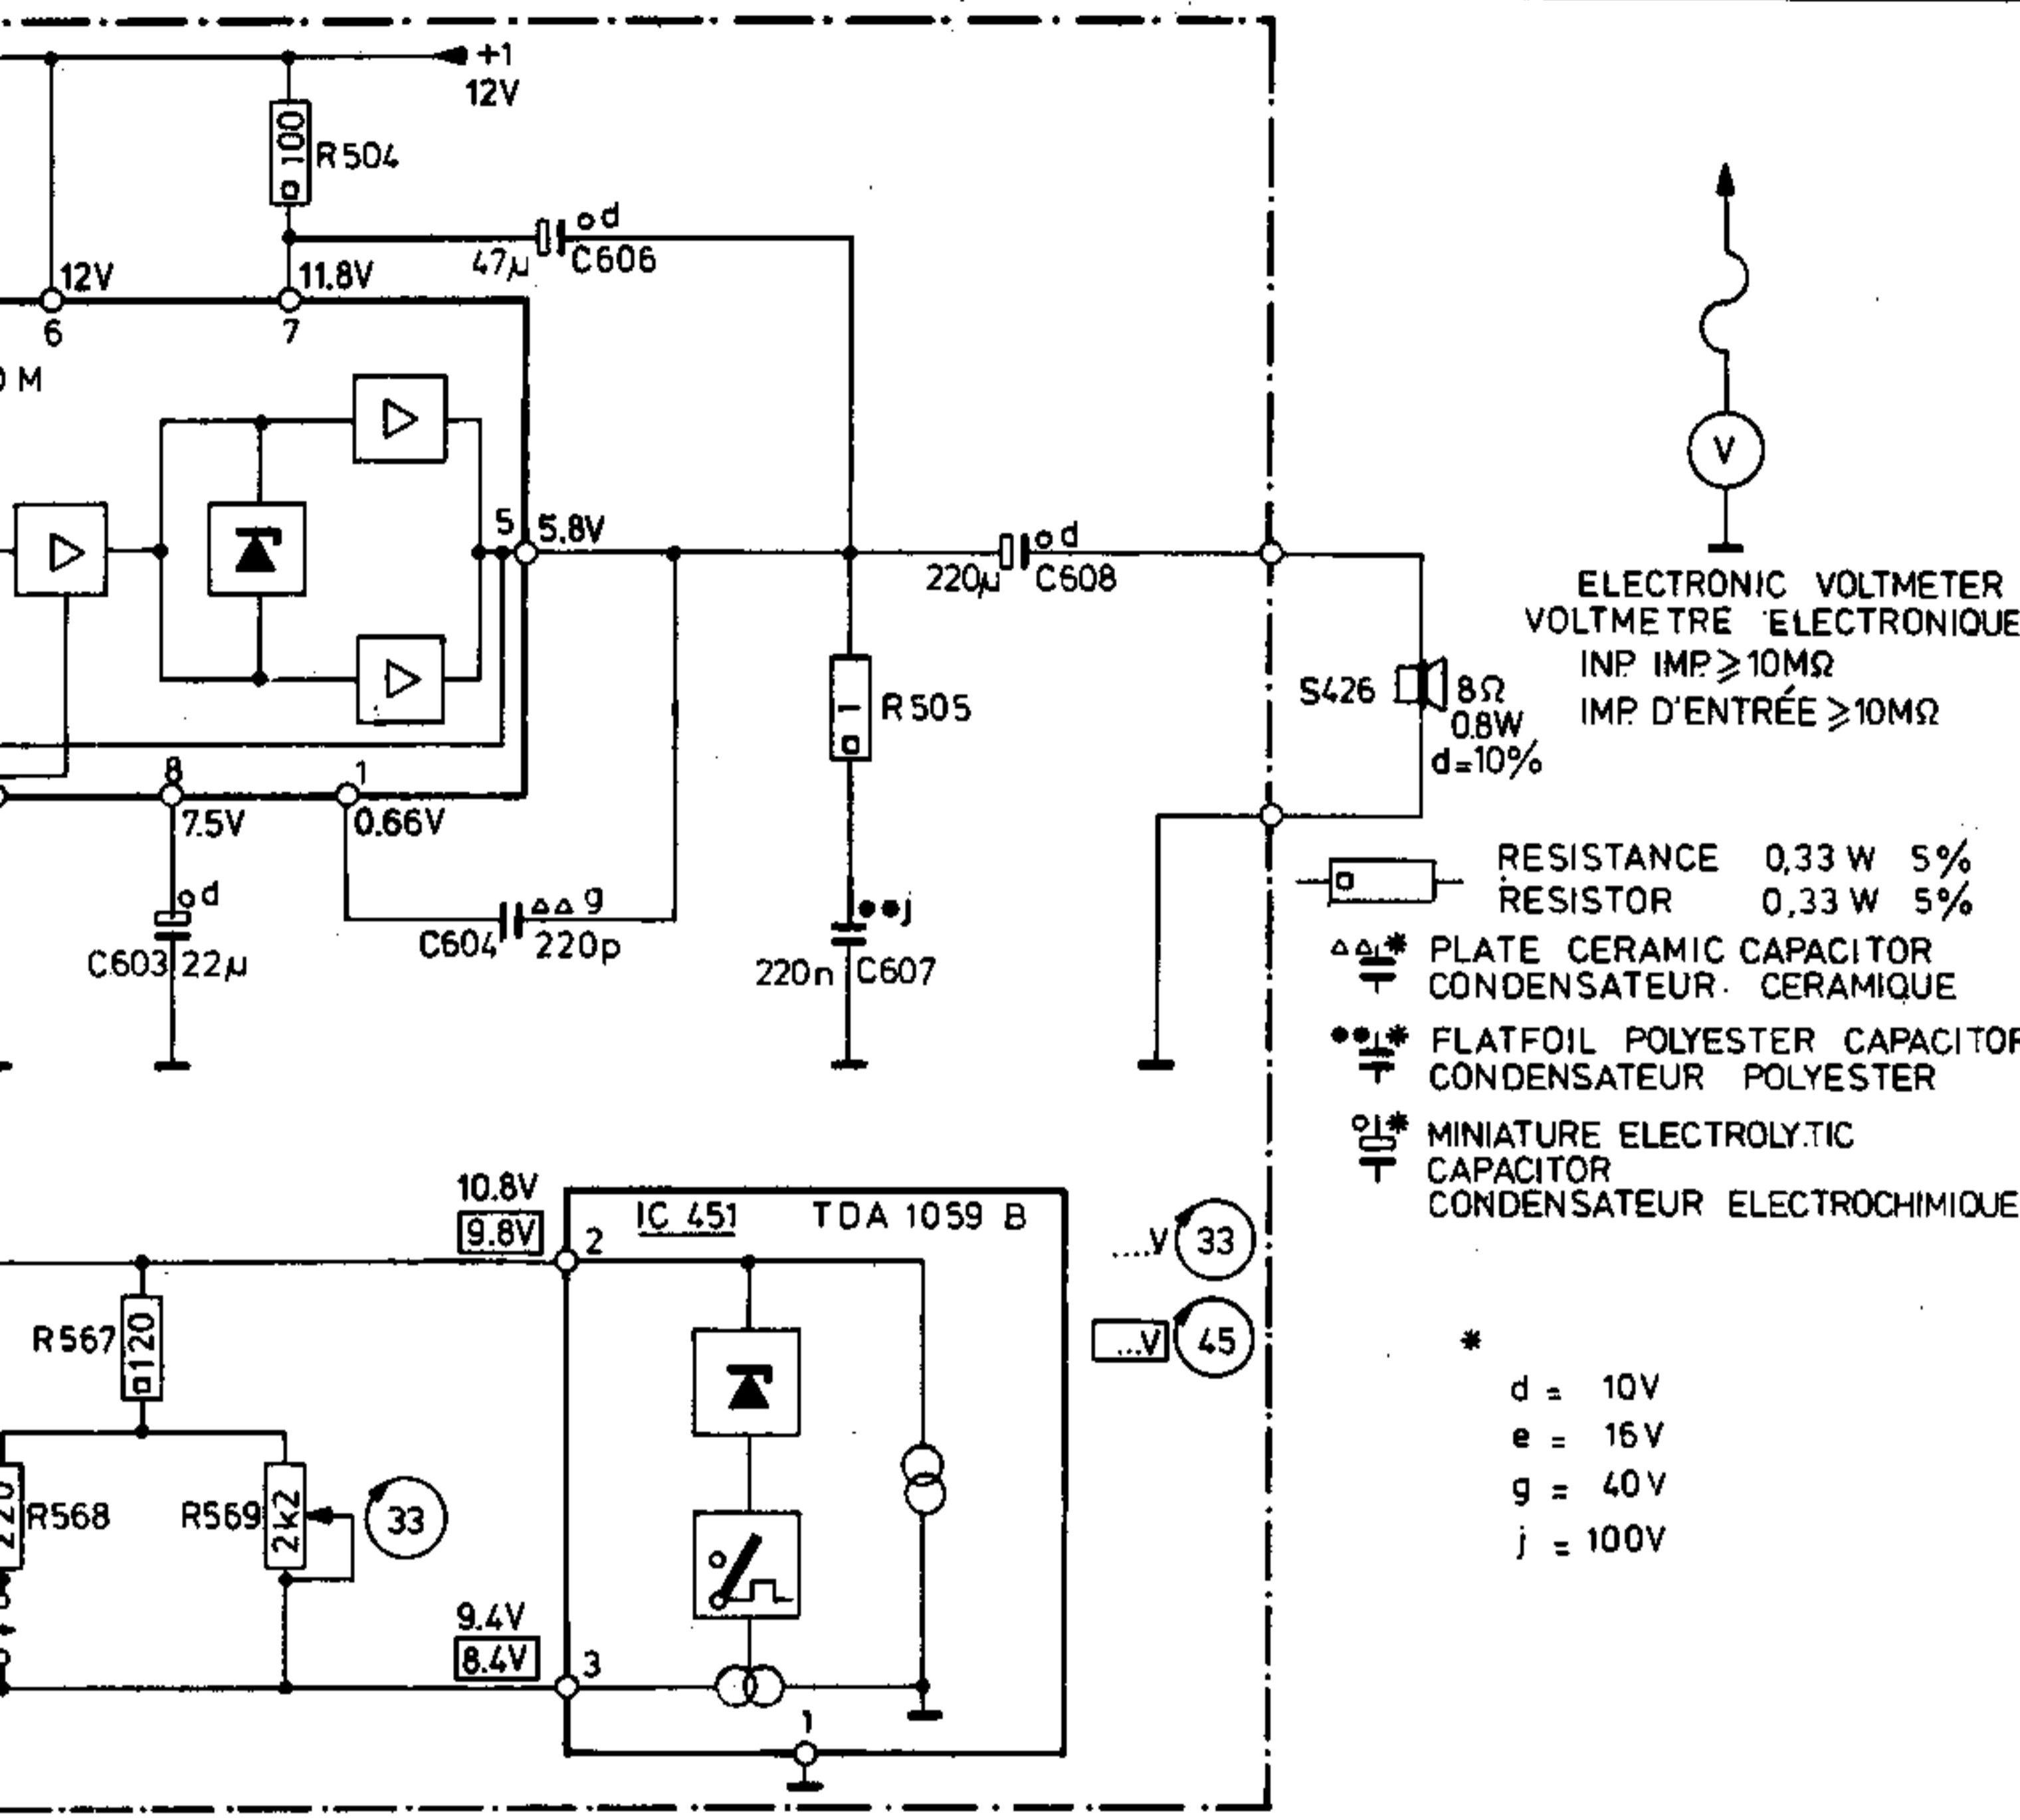 +1
12V
100
R504
d
47µ C606
12V
11.8V
6
7
M
5
5.8V
d
220µ C608
ELECTRONIC VOLTMETER
VOLTMETRE ELECTRONIQUE
INP. IMP. ⩾10MΩ
IMP. D'ENTRÉE ⩾10MΩ
V
S426
8Ω
0.8W
d=10%
1
R505
8
1
7.5V
0.66V
d
C603 22µ
g
C604 220p
j
220n C607
RESISTANCE 0,33 W 5%
RESISTOR 0,33 W 5%
* PLATE CERAMIC CAPACITOR
CONDENSATEUR CERAMIQUE
* FLATFOIL POLYESTER CAPACITOR
CONDENSATEUR POLYESTER
* MINIATURE ELECTROLYTIC
CAPACITOR
CONDENSATEUR ELECTROCHIMIQUE
10.8V
9.8V
2
IC 451 TDA 1059 B
....V 33
...V 45
R567
120
R568
R569
2k2
33
9.4V
8.4V
3
1
*
d = 10V
e = 16V
g = 40V
j = 100V